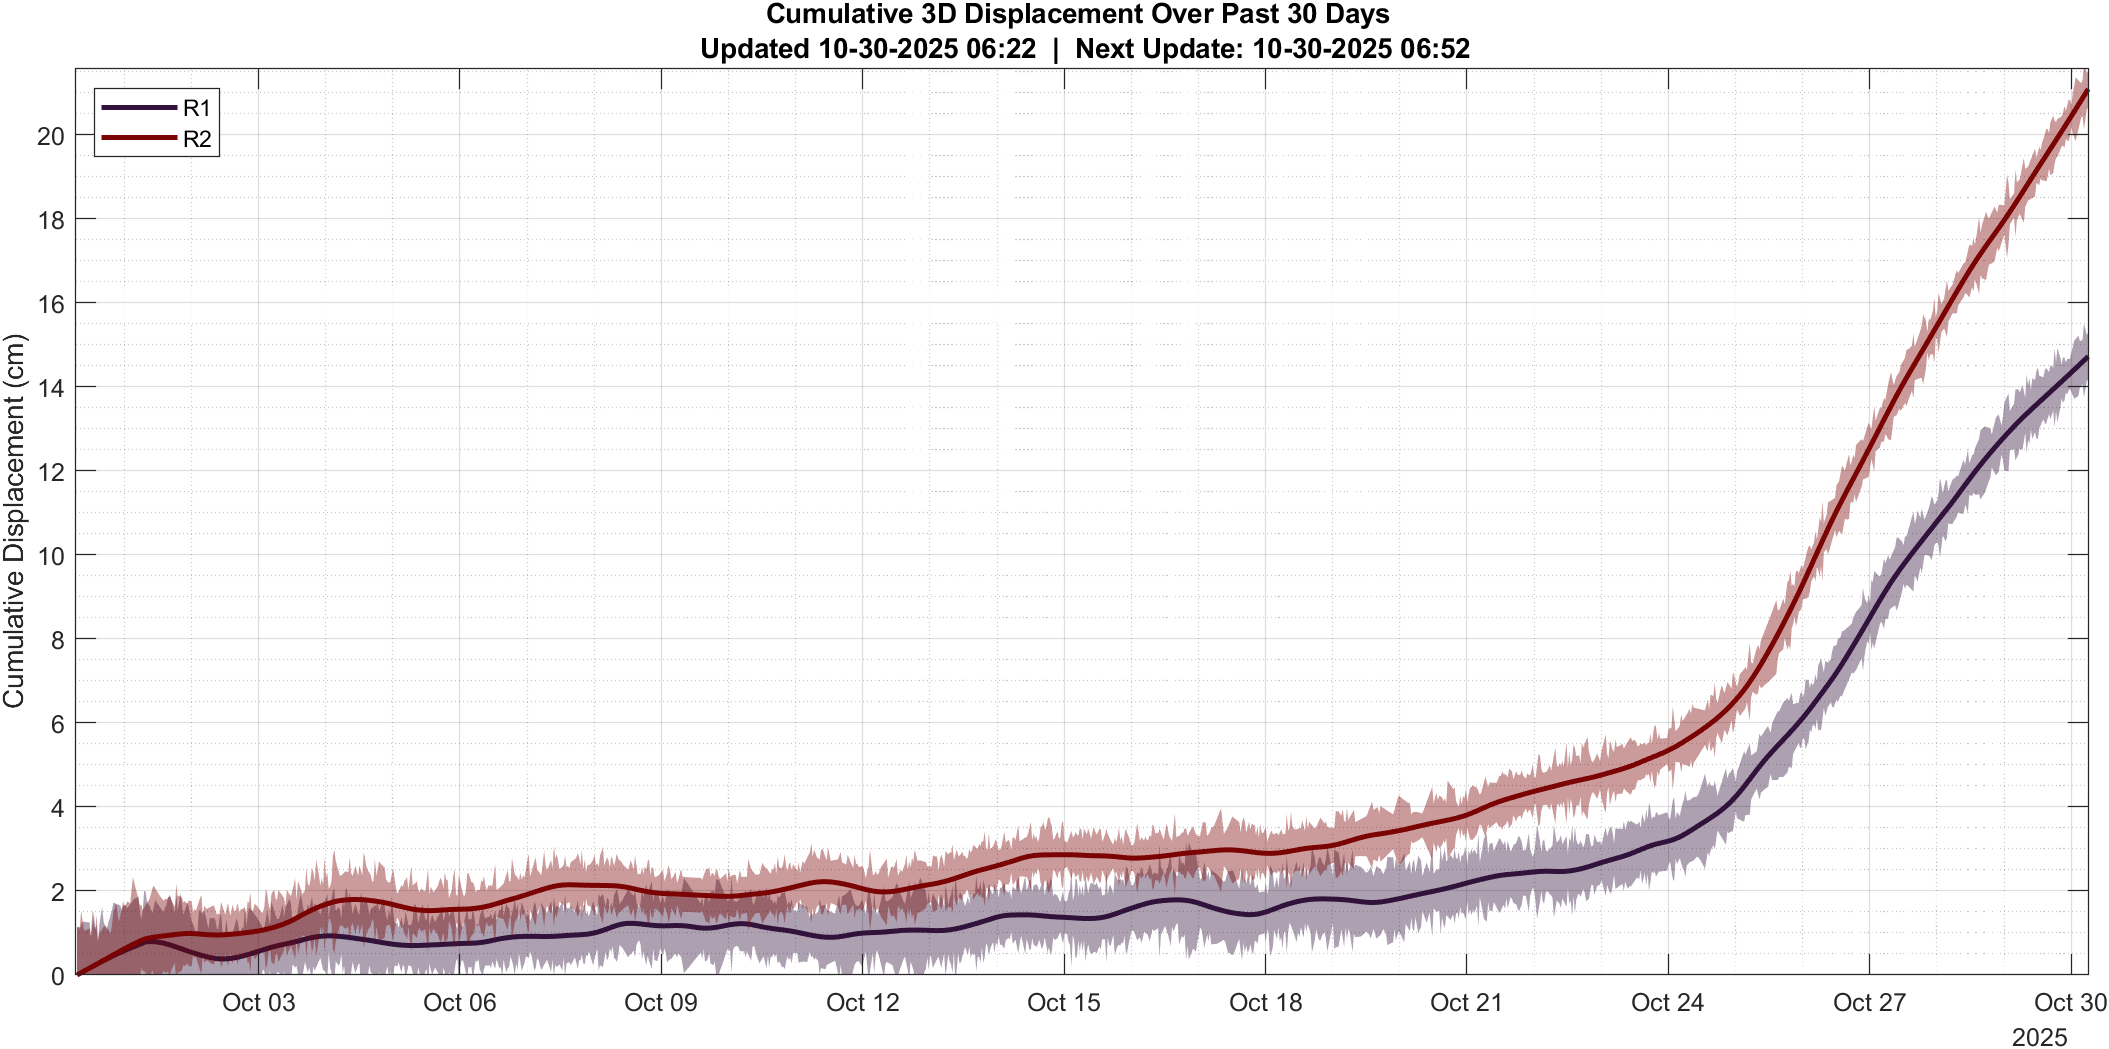 Cumulative 3D Displacement Over Past 30 Days
Updated 10-30-2025 06:22 | Next Update: 10-30-2025 06:52
R1
R2
Cumulative Displacement (cm)
20
18
16
14
12
10
8
6
4
2
0
Oct 03 Oct 06 Oct 09 Oct 12 Oct 15 Oct 18 Oct 21 Oct 24 Oct 27 Oct 30
2025